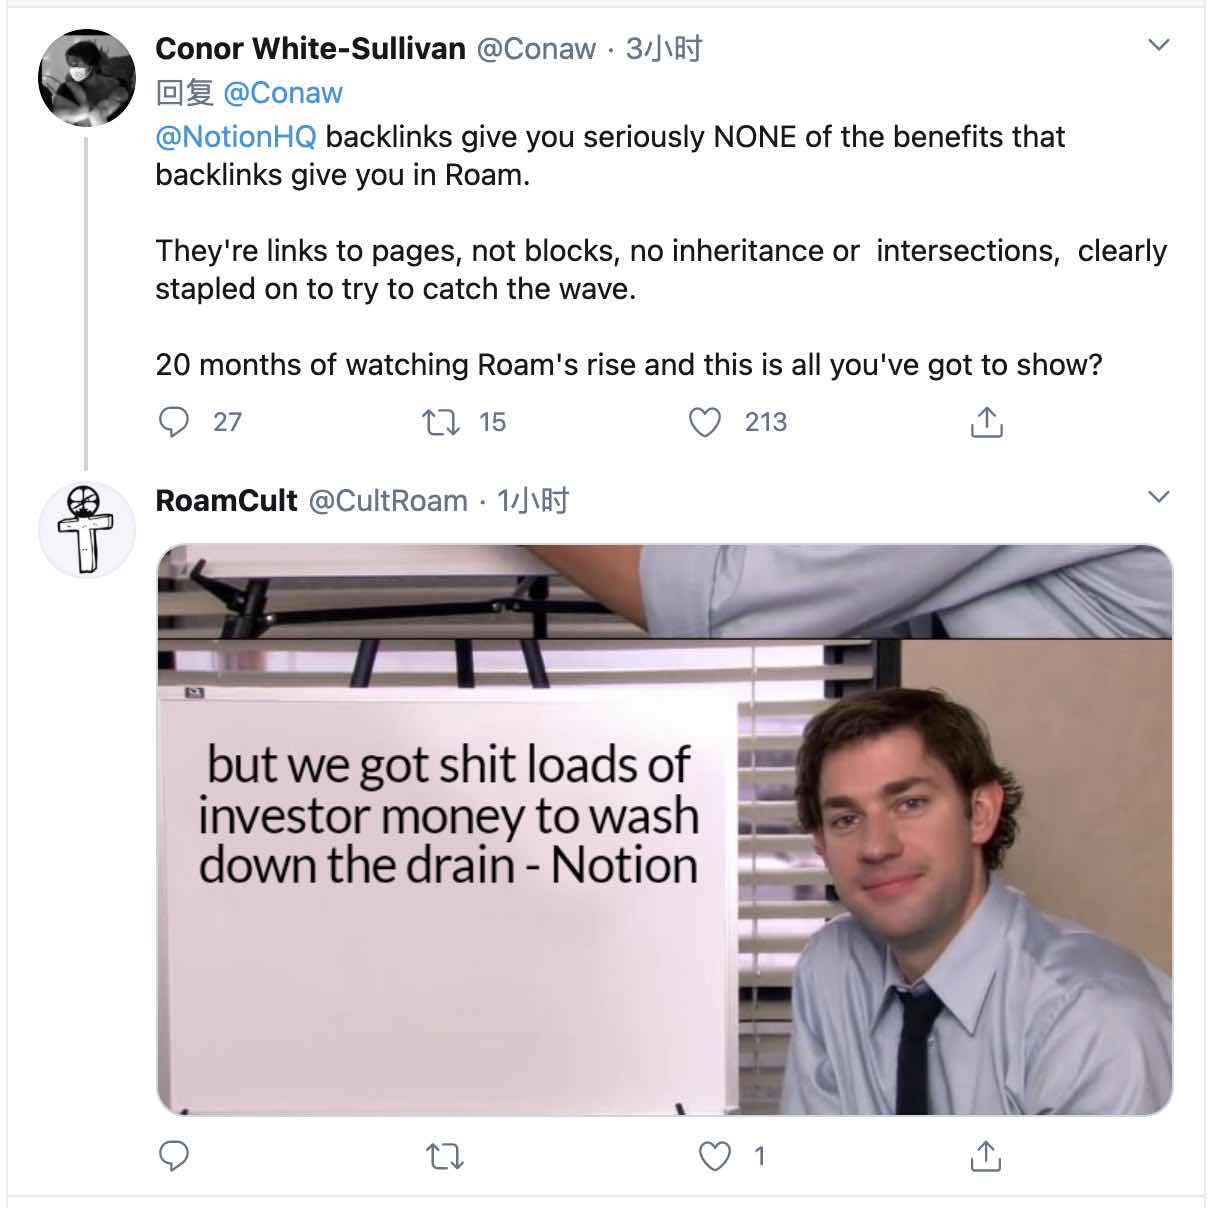 Conor White-Sullivan @Conaw · 3小时
回复 @Conaw
@NotionHQ backlinks give you seriously NONE of the benefits that
backlinks give you in Roam.
They're links to pages, not blocks, no inheritance or  intersections,  clearly
stapled on to try to catch the wave.
20 months of watching Roam's rise and this is all you've got to show?
27 15 213
RoamCult @CultRoam · 1小时
but we got shit loads of
investor money to wash
down the drain - Notion
1